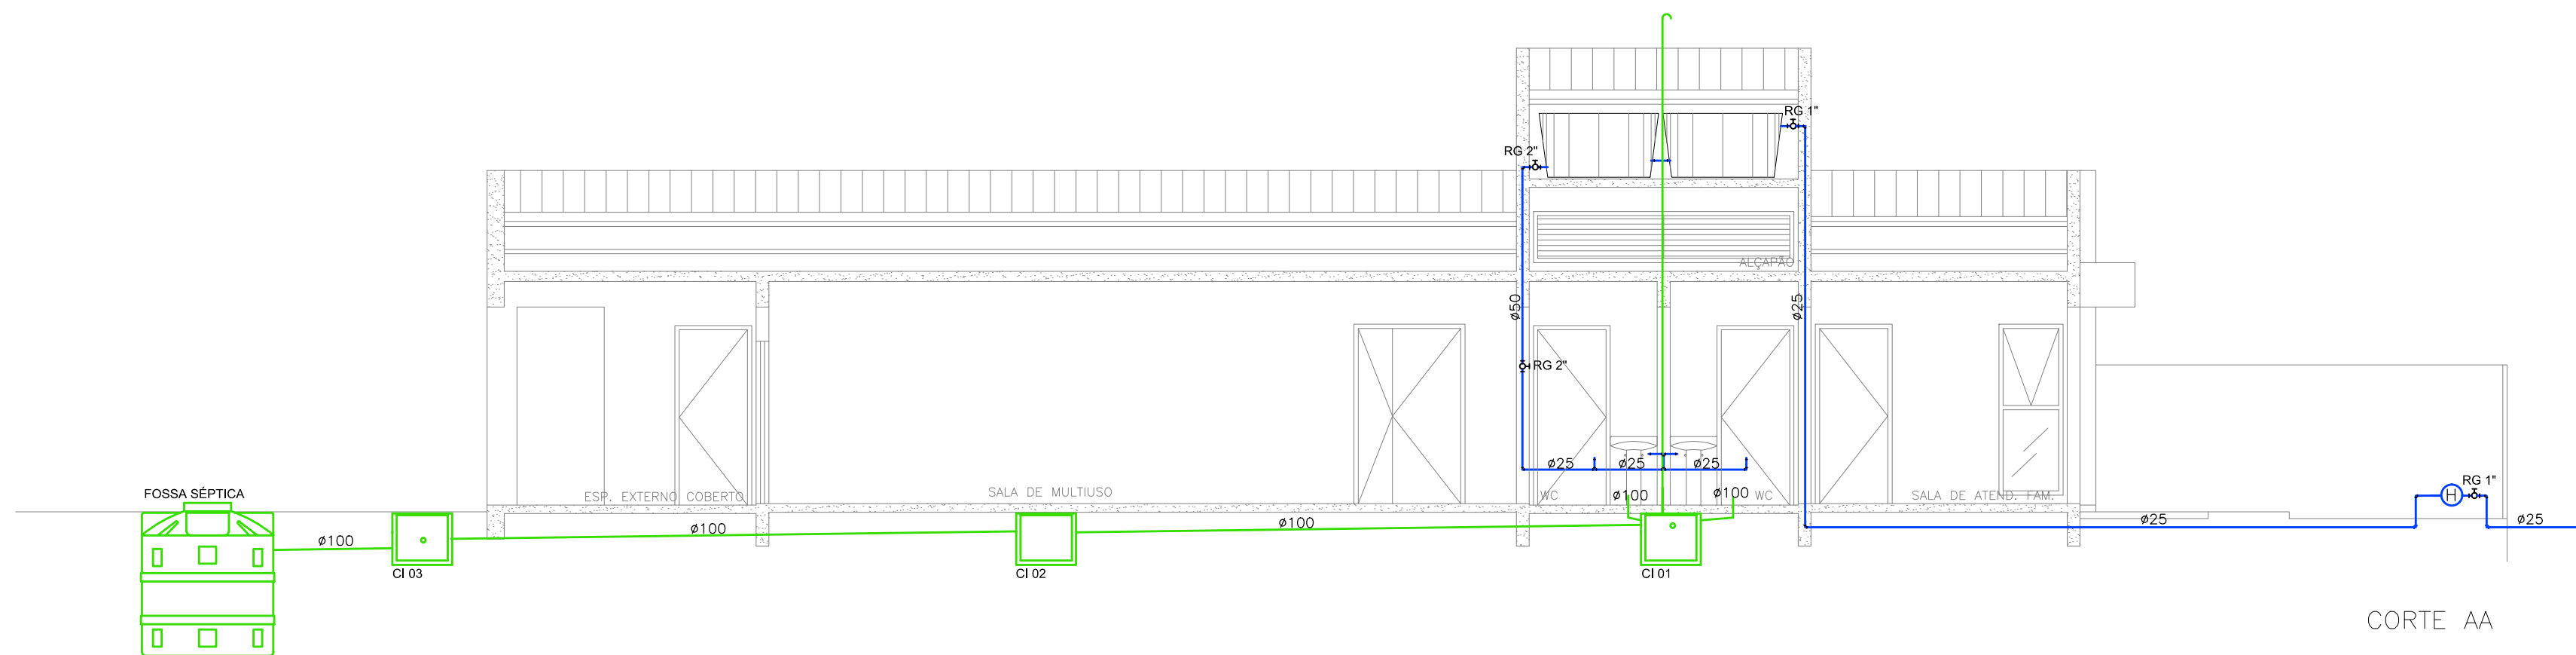 RG 1"
RG 2"
ALÇAPÃO
ø50
ø25
RG 2"
ø25
ø25
ø25
FOSSA SÉPTICA
ESP. EXTERNO COBERTO
SALA DE MULTIUSO
WC
ø100
ø100
WC
SALA DE ATEND. FAM.
RG 1"
H
ø100
ø100
ø100
ø25
ø25
CI 03
CI 02
CI 01
CORTE AA